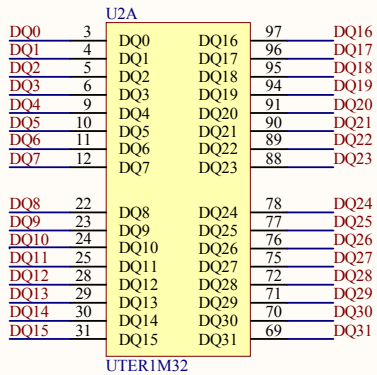 U2A
DQ0 3 DQ0 DQ16 97 DQ16
DQ1 4 DQ1 DQ17 96 DQ17
DQ2 5 DQ2 DQ18 95 DQ18
DQ3 6 DQ3 DQ19 94 DQ19
DQ4 9 DQ4 DQ20 91 DQ20
DQ5 10 DQ5 DQ21 90 DQ21
DQ6 11 DQ6 DQ22 89 DQ22
DQ7 12 DQ7 DQ23 88 DQ23
DQ8 22 DQ8 DQ24 78 DQ24
DQ9 23 DQ9 DQ25 77 DQ25
DQ10 24 DQ10 DQ26 76 DQ26
DQ11 25 DQ11 DQ27 75 DQ27
DQ12 28 DQ12 DQ28 72 DQ28
DQ13 29 DQ13 DQ29 71 DQ29
DQ14 30 DQ14 DQ30 70 DQ30
DQ15 31 DQ15 DQ31 69 DQ31
UTER1M32